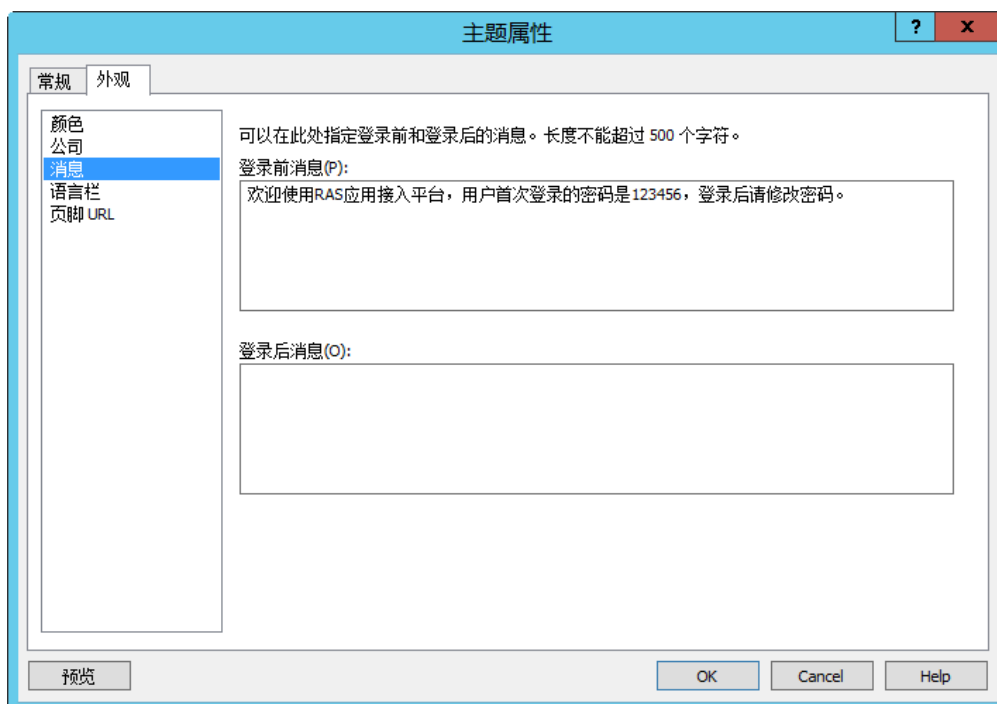 主题属性
?
x
常规
外观
颜色
公司
消息
语言栏
页脚 URL
可以在此处指定登录前和登录后的消息。长度不能超过 500 个字符。
登录前消息(P):
欢迎使用RAS应用接入平台，用户首次登录的密码是123456，登录后请修改密码。
登录后消息(O):
预览
OK
Cancel
Help